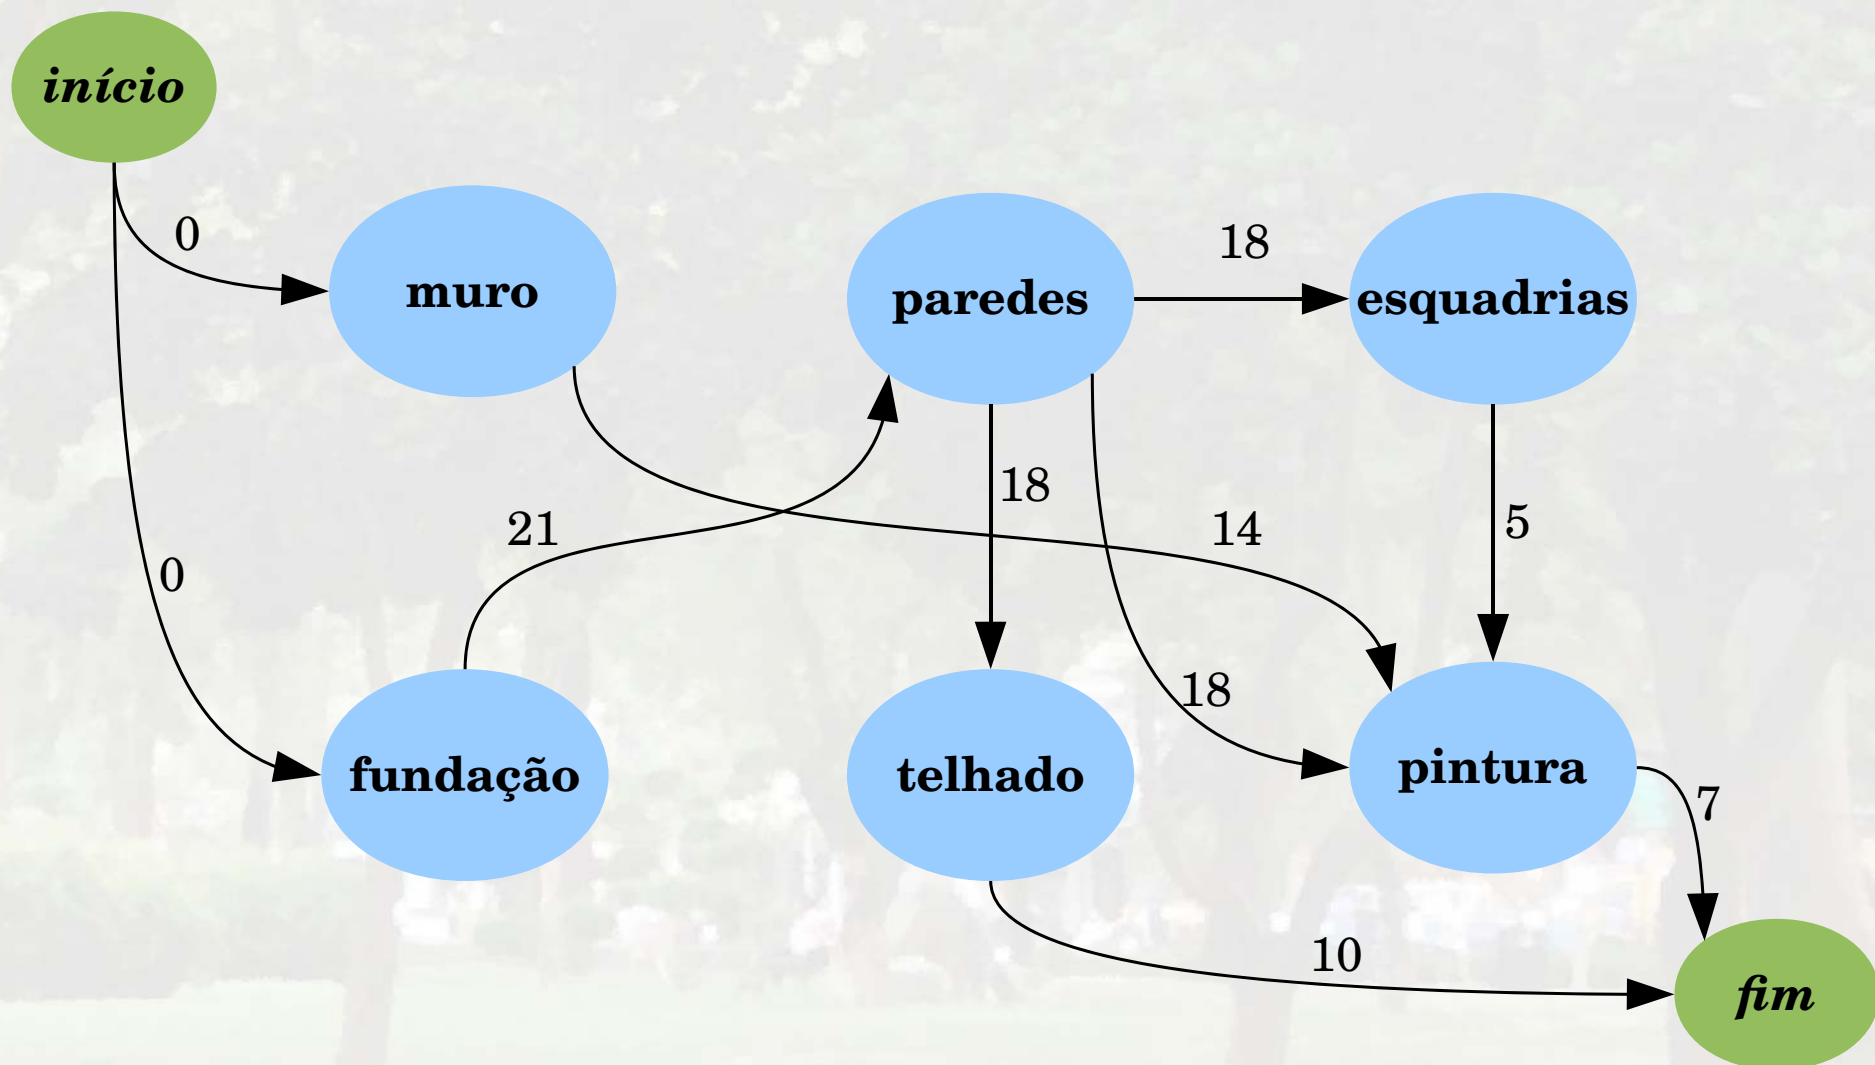 início
0
muro
paredes
18
esquadrias
21
18
14
5
0
18
fundação
telhado
pintura
7
10
fim